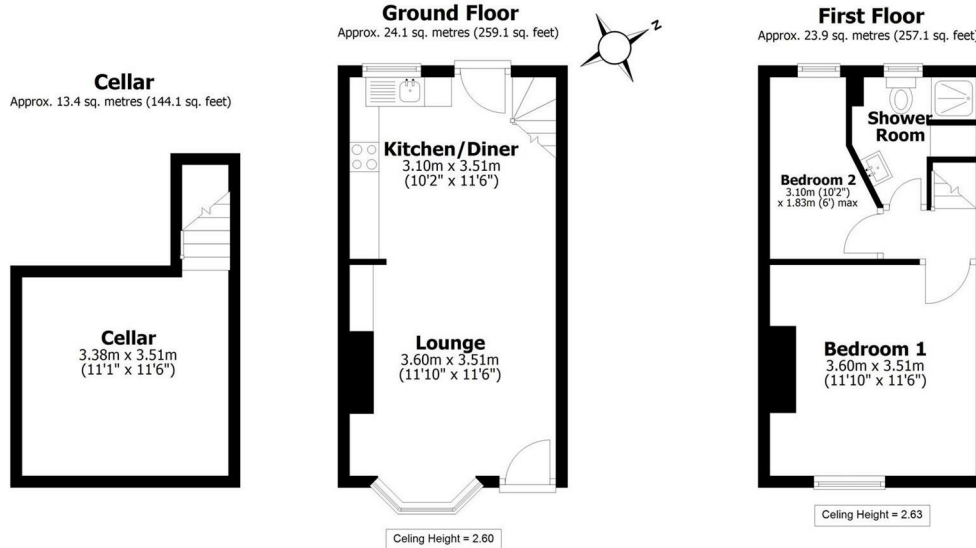 Cellar
Approx. 13.4 sq. metres (144.1 sq. feet)
Cellar
3.38m x 3.51m
(11'1" x 11'6")
Ground Floor
Approx. 24.1 sq. metres (259.1 sq. feet)
N
Kitchen/Diner
3.10m x 3.51m
(10'2" x 11'6")
Lounge
3.60m x 3.51m
(11'10" x 11'6")
Celing Height = 2.60
First Floor
Approx. 23.9 sq. metres (257.1 sq. feet)
Shower
Room
Bedroom 2
3.10m (10'2")
x 1.83m (6') max
Bedroom 1
3.60m x 3.51m
(11'10" x 11'6")
Celing Height = 2.63